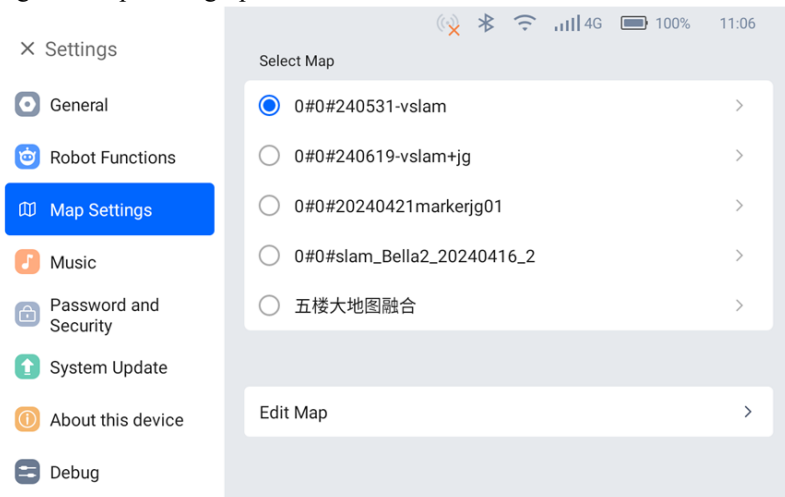 4G 100% 11:06
Settings
General
Robot Functions
Map Settings
Music
Password and
Security
System Update
About this device
Debug
Select Map
0#0#240531-vslam
0#0#240619-vslam+jg
0#0#20240421markerjg01
0#0#slam_Bella2_20240416_2
五楼大地图融合
Edit Map